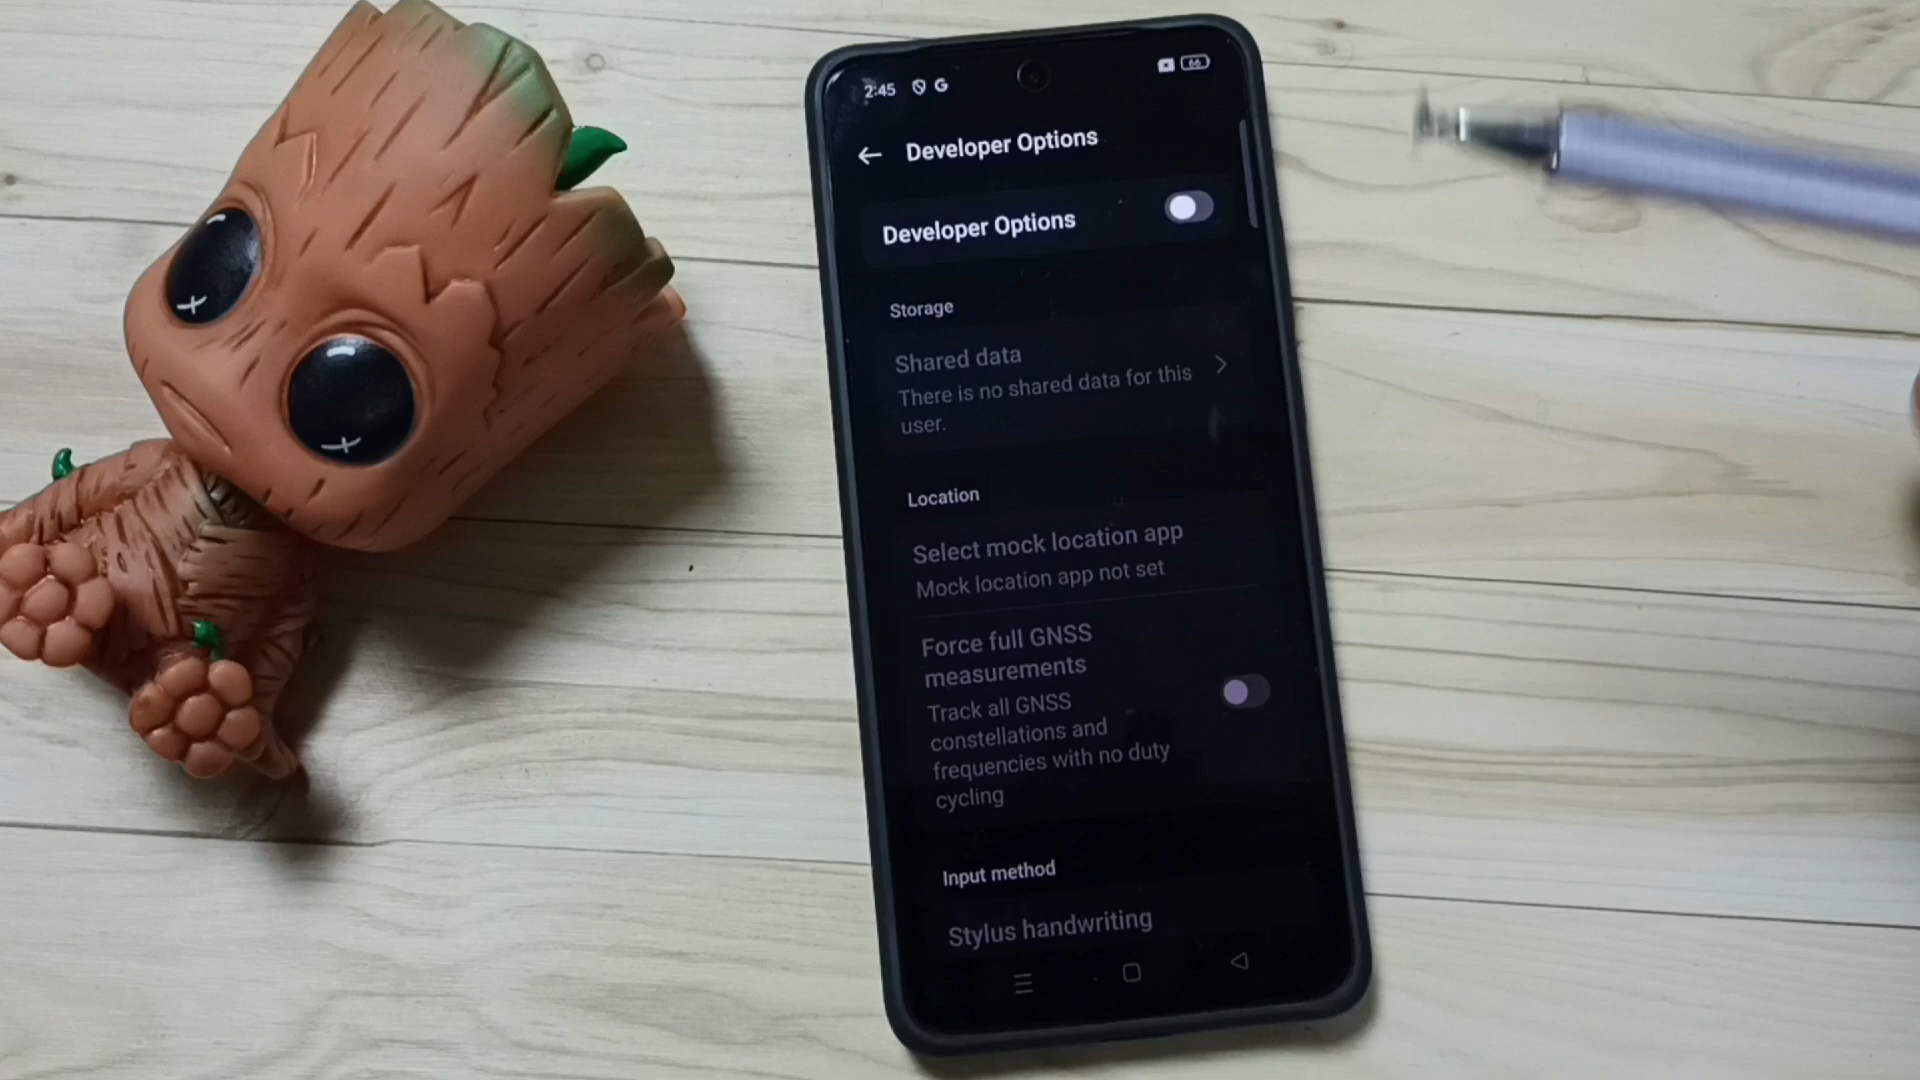 2:45 G 66
Developer Options
Developer Options
Storage
Shared data
There is no shared data for this
user.
Location
Select mock location app
Mock location app not set
Force full GNSS
measurements
Track all GNSS
constellations and
frequencies with no duty
cycling
Input method
Stylus handwriting